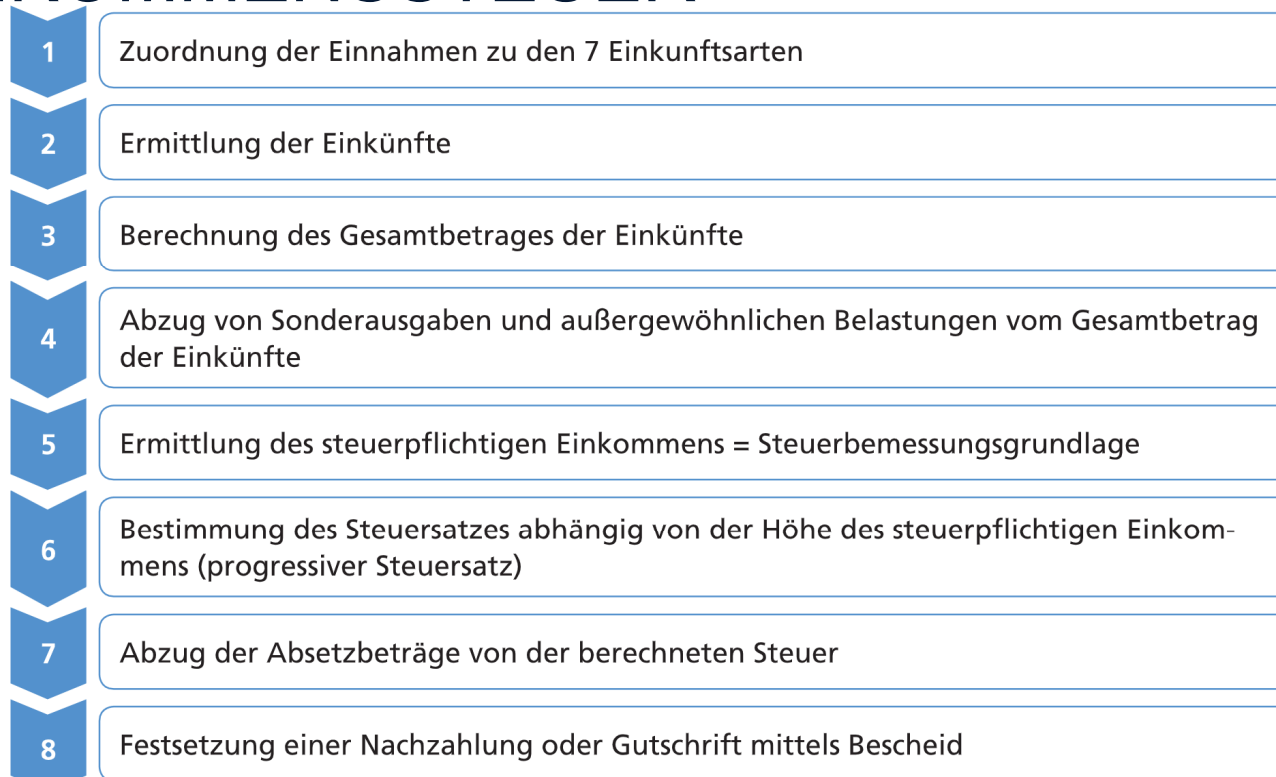 1
Zuordnung der Einnahmen zu den 7 Einkunftsarten
2
Ermittlung der Einkünfte
3
Berechnung des Gesamtbetrages der Einkünfte
4
Abzug von Sonderausgaben und außergewöhnlichen Belastungen vom Gesamtbetrag
der Einkünfte
5
Ermittlung des steuerpflichtigen Einkommens = Steuerbemessungsgrundlage
6
Bestimmung des Steuersatzes abhängig von der Höhe des steuerpflichtigen Einkom-
mens (progressiver Steuersatz)
7
Abzug der Absetzbeträge von der berechneten Steuer
8
Festsetzung einer Nachzahlung oder Gutschrift mittels Bescheid